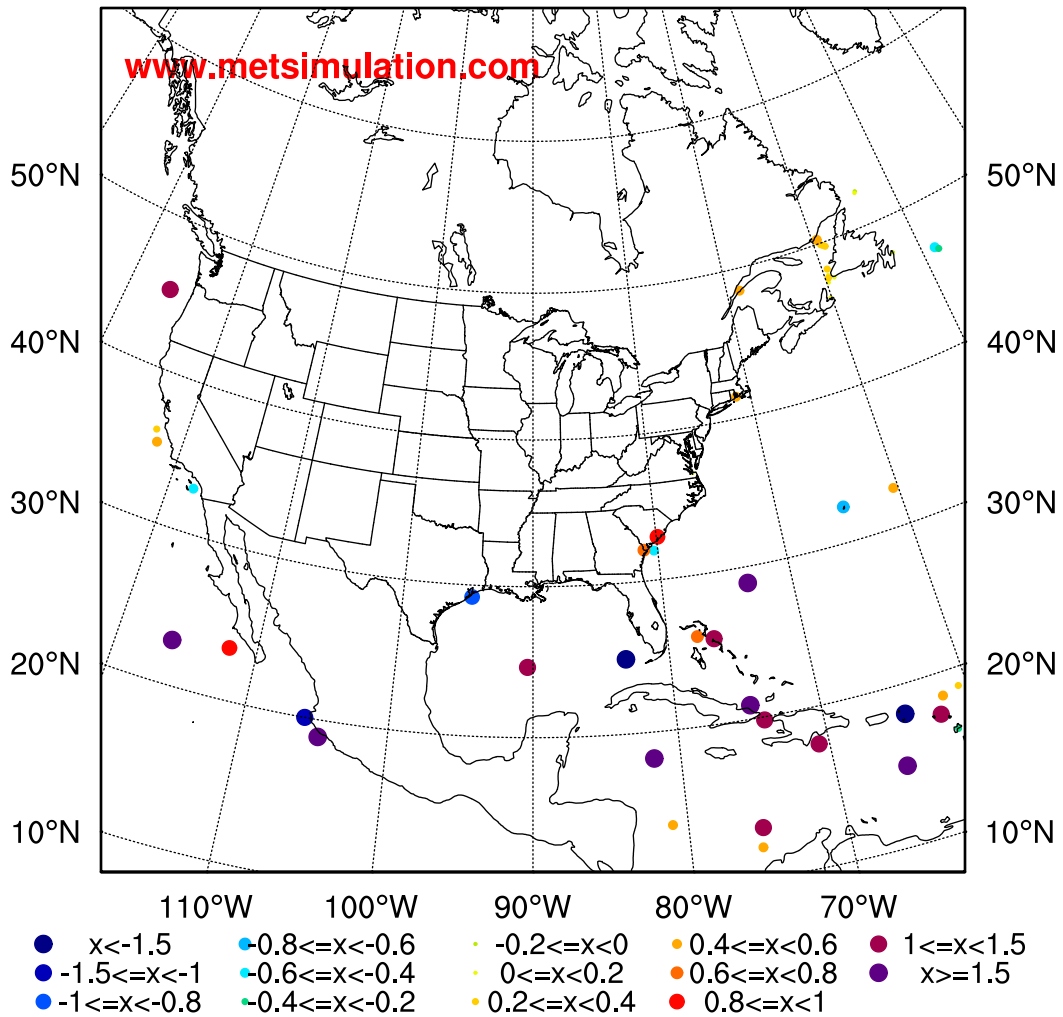 www.metsimulation.com
50°N 50°N
40°N 40°N
30°N 30°N
20°N 20°N
10°N 10°N
110°W 100°W 90°W 80°W 70°W
x<-1.5 -0.8<=x<-0.6 -0.2<=x<0 0.4<=x<0.6 1<=x<1.5
-1.5<=x<-1 -0.6<=x<-0.4 0<=x<0.2 0.6<=x<0.8 x>=1.5
-1<=x<-0.8 -0.4<=x<-0.2 0.2<=x<0.4 0.8<=x<1